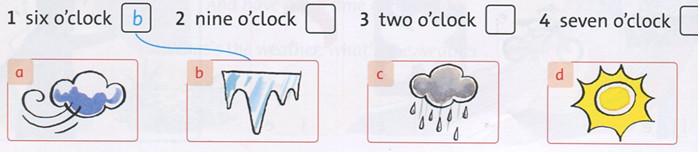 1 six o'clock b 2 nine o'clock 3 two o'clock 4 seven o'clock
a b c d